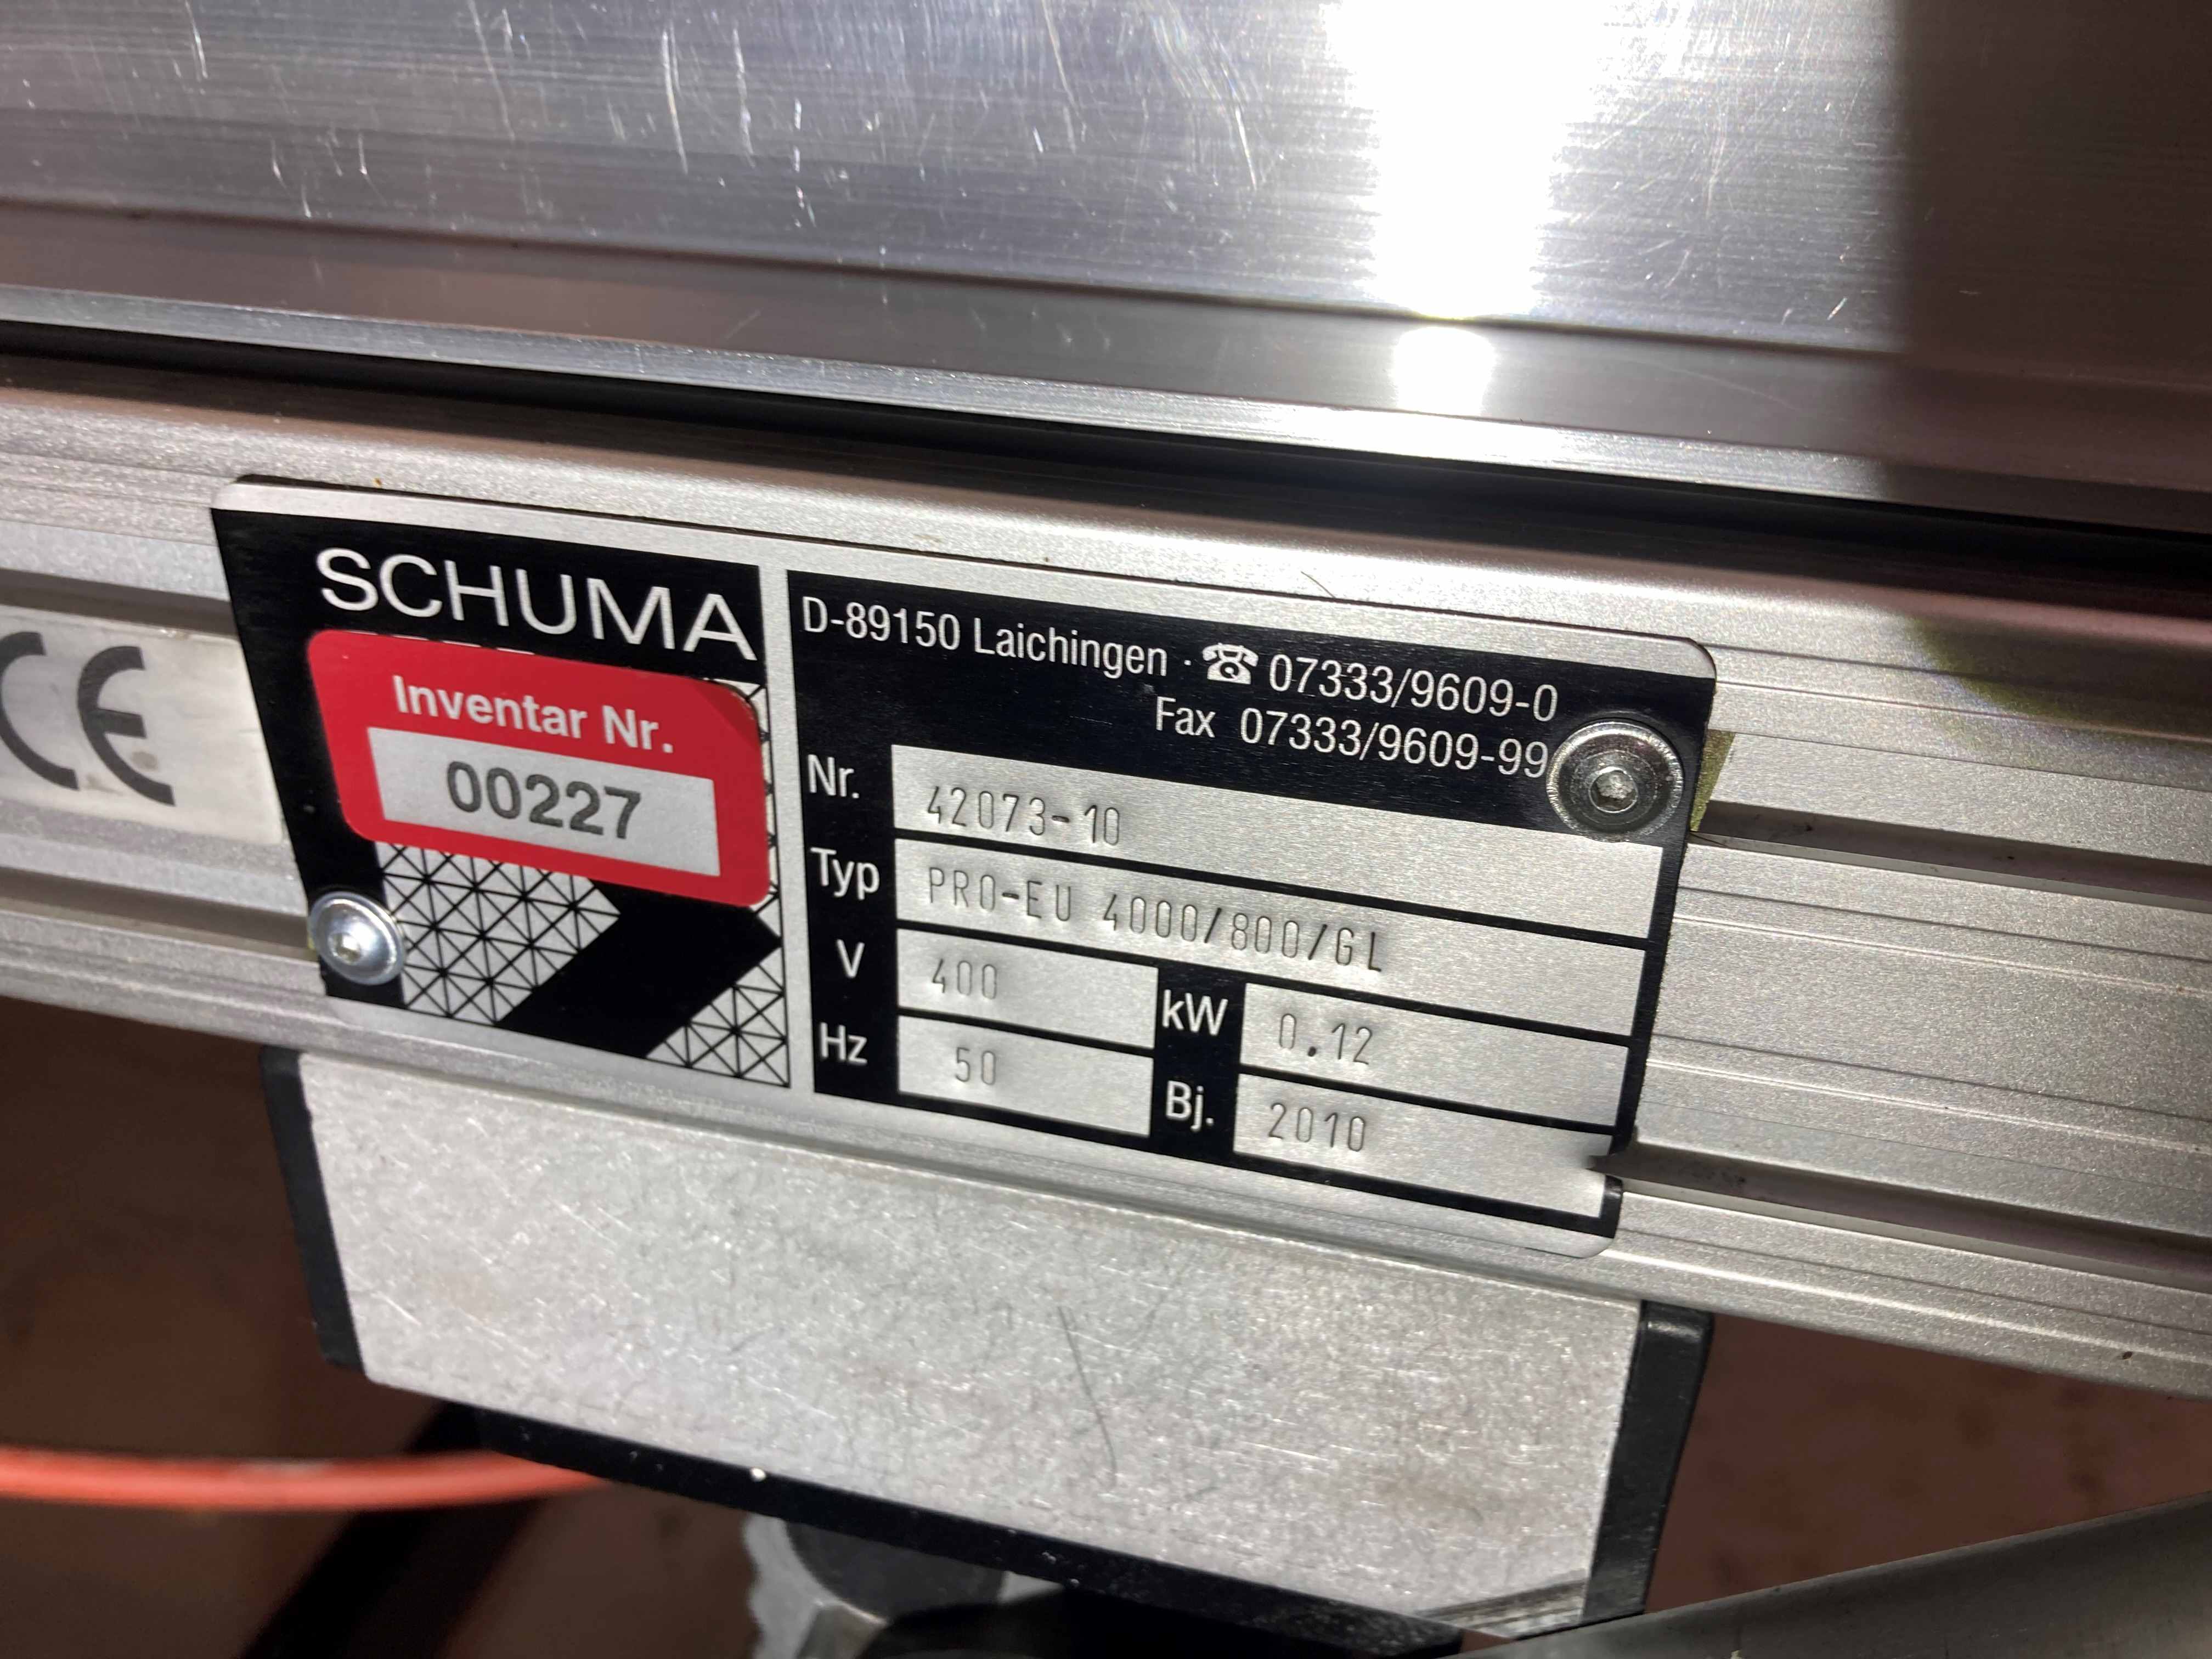 SCHUMA
Inventar Nr.
00227
D-89150 Laichingen · ☎ 07333/9609-0
Fax 07333/9609-99
Nr. 42073-10
Typ PRO-EU 4000/800/GL
V 400 kW 0.12
Hz 50 Bj. 2010
CE